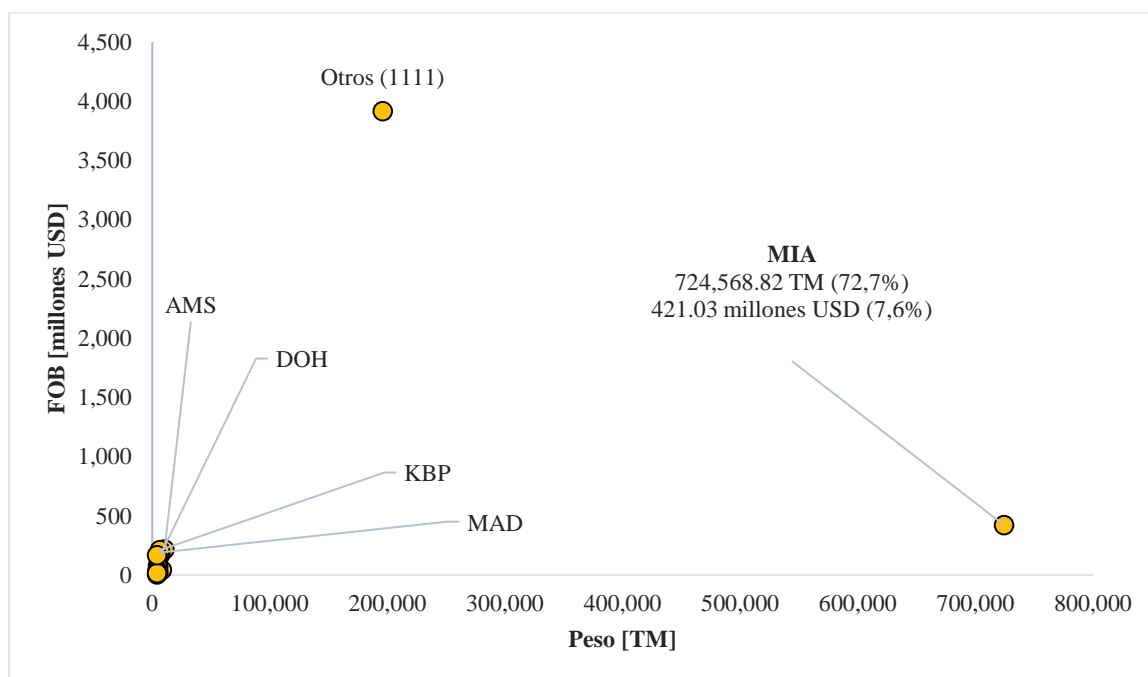 4,500
4,000
3,500
3,000
2,500
2,000
1,500
1,000
500
0
FOB [millones USD]
Otros (1111)
MIA
724,568.82 TM (72,7%)
421.03 millones USD (7,6%)
AMS
DOH
KBP
MAD
0
100,000
200,000
300,000
400,000
500,000
600,000
700,000
800,000
Peso [TM]